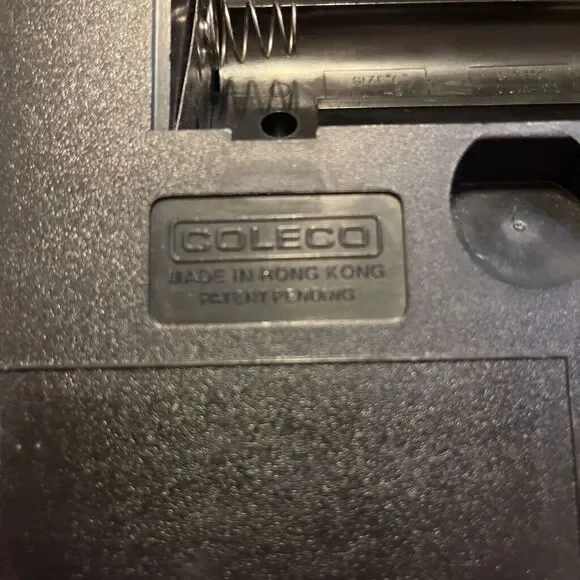 COLECO
MADE IN HONG KONG
PATENT PENDING